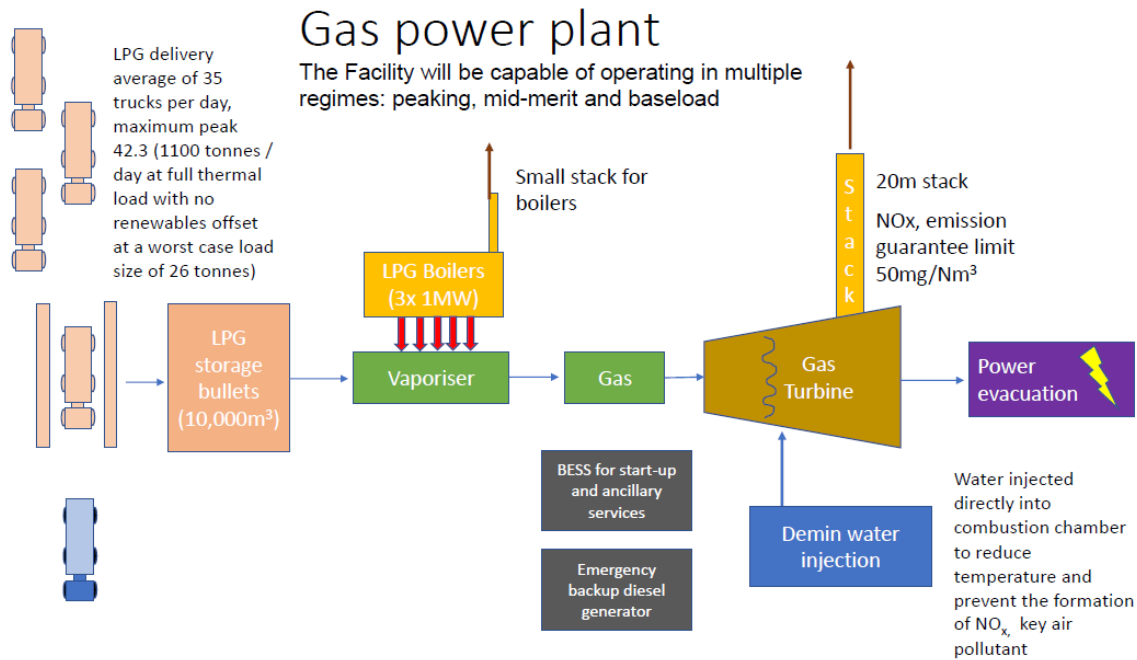 Gas power plant
The Facility will be capable of operating in multiple
regimes: peaking, mid-merit and baseload
LPG delivery
average of 35
trucks per day,
maximum peak
42.3 (1100 tonnes /
day at full thermal
load with no
renewables offset
at a worst case load
size of 26 tonnes)
Small stack for
boilers
Stack
20m stack
NOx, emission
guarantee limit
50mg/Nm³
LPG Boilers
(3x 1MW)
LPG
storage
bullets
(10,000m³)
Vaporiser
Gas
Gas
Turbine
Power
evacuation
BESS for start-up
and ancillary
services
Emergency
backup diesel
generator
Demin water
injection
Water injected
directly into
combustion chamber
to reduce
temperature and
prevent the formation
of NOₓ, key air
pollutant